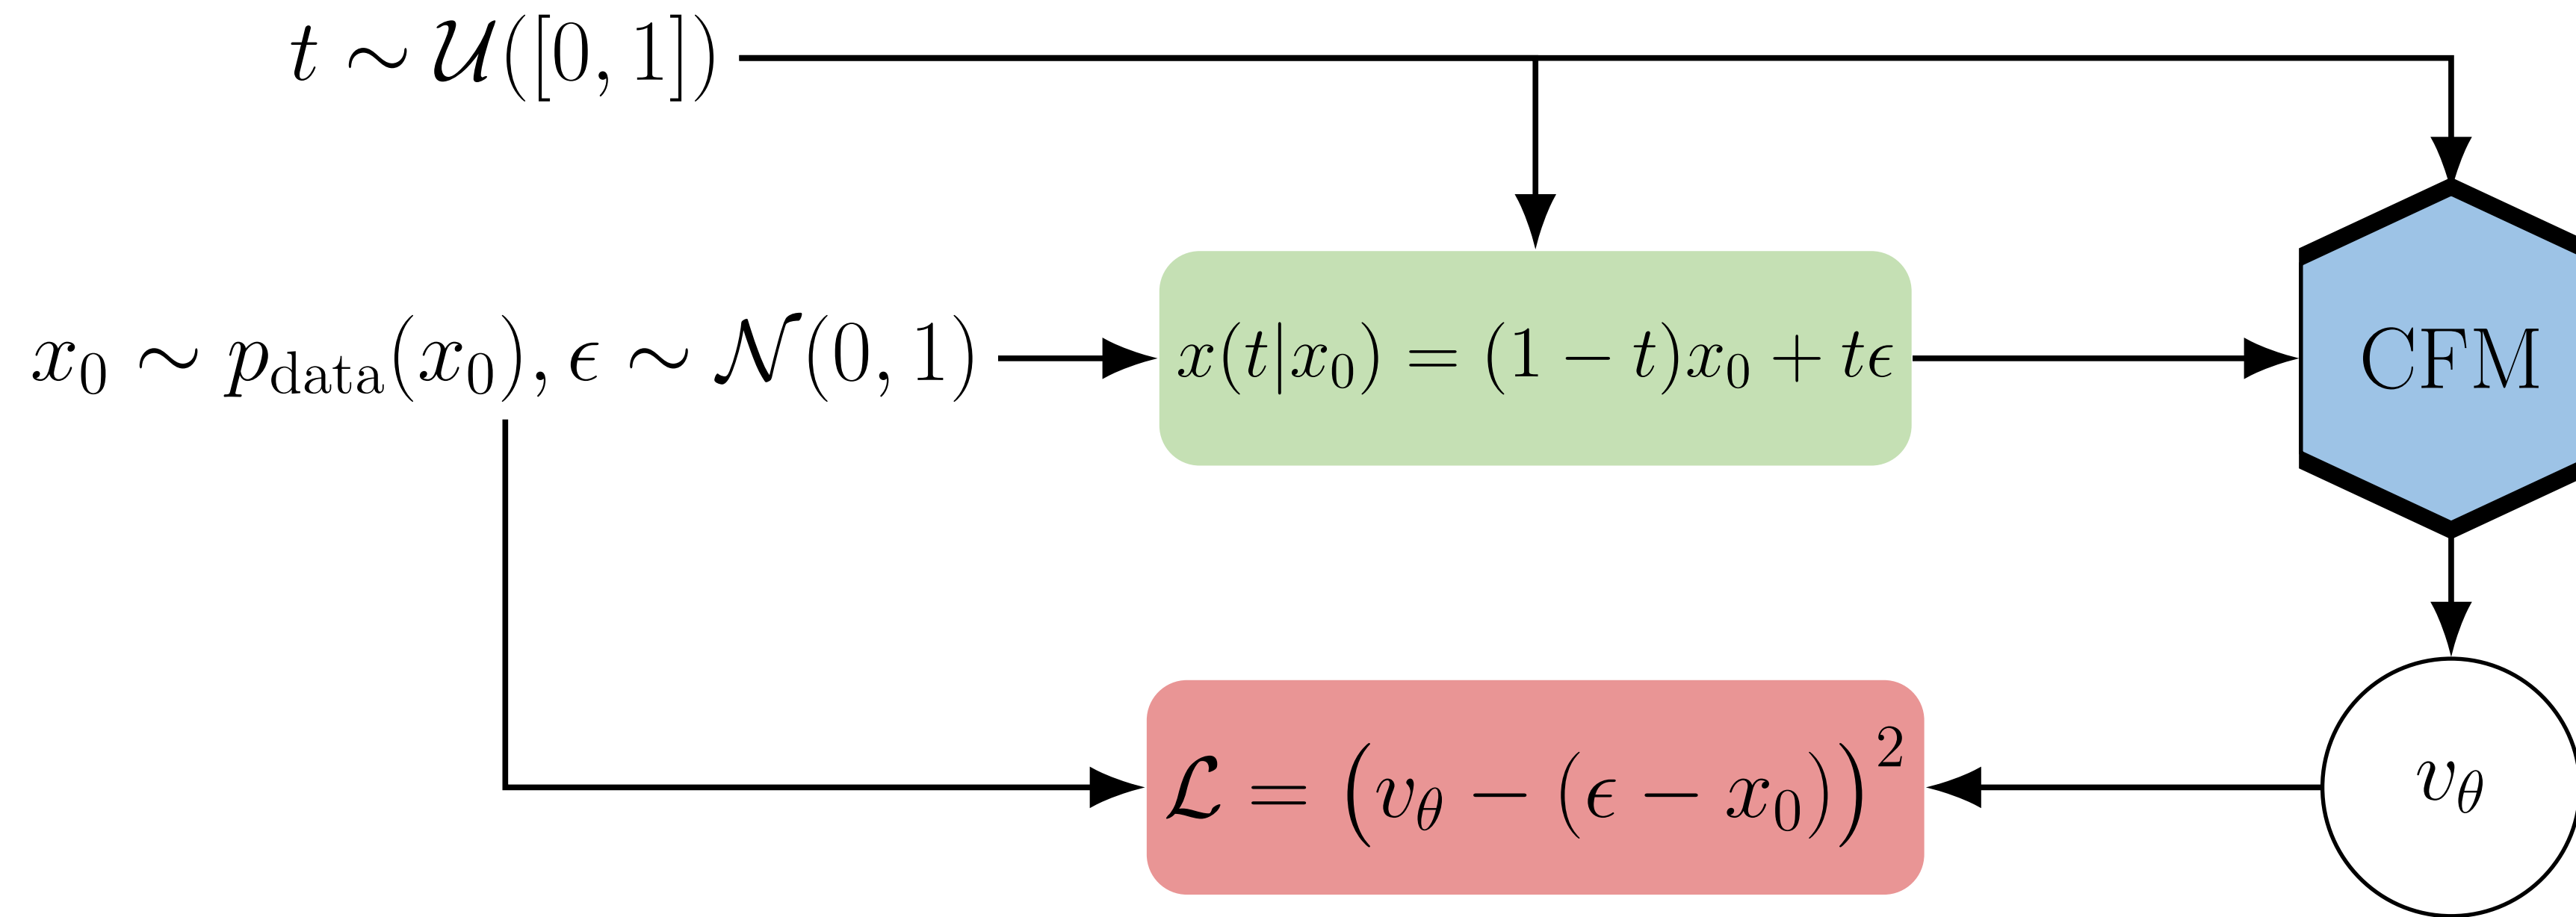 t ∼ 𝒰([0, 1])
x₀ ∼ p_data(x₀), ϵ ∼ 𝒩(0, 1)
x(t|x₀) = (1 − t)x₀ + tϵ
CFM
ℒ = (v_θ − (ϵ − x₀))²
v_θ